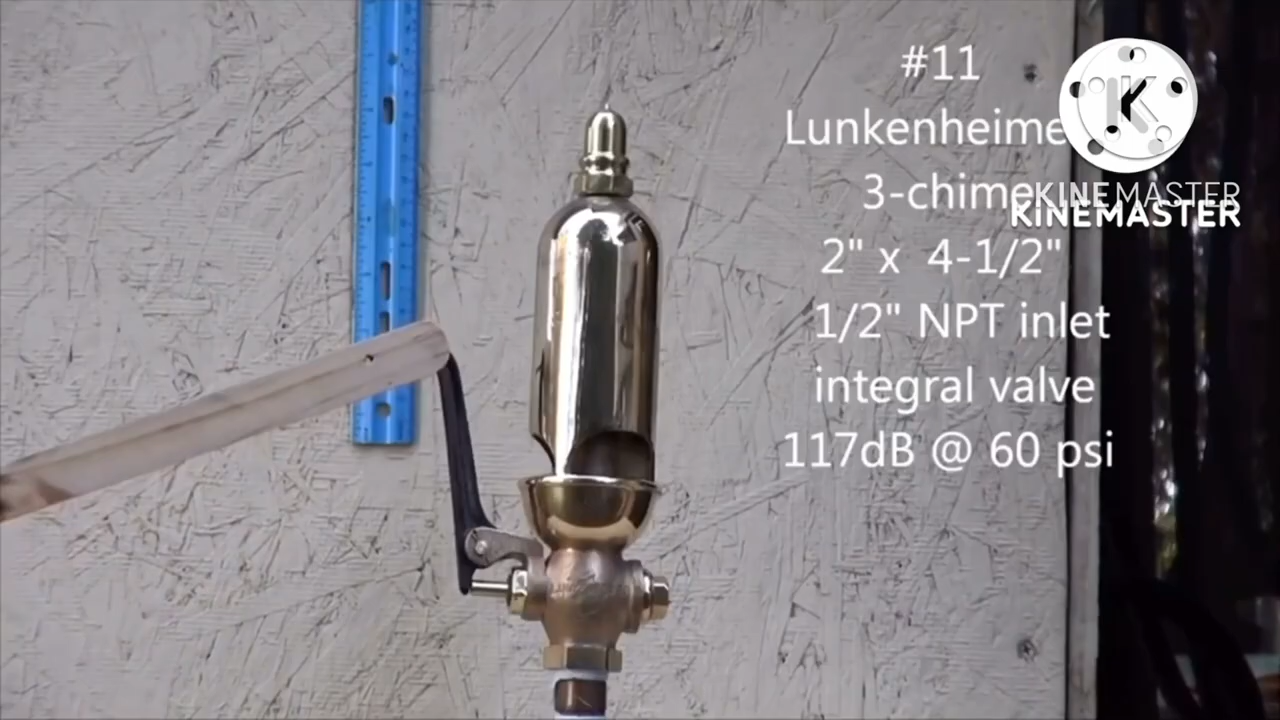 #11
Lunkenheime
3-chime
KINEMASTER
KINEMASTER
2" x 4-1/2"
1/2" NPT inlet
integral valve
117dB @ 60 psi